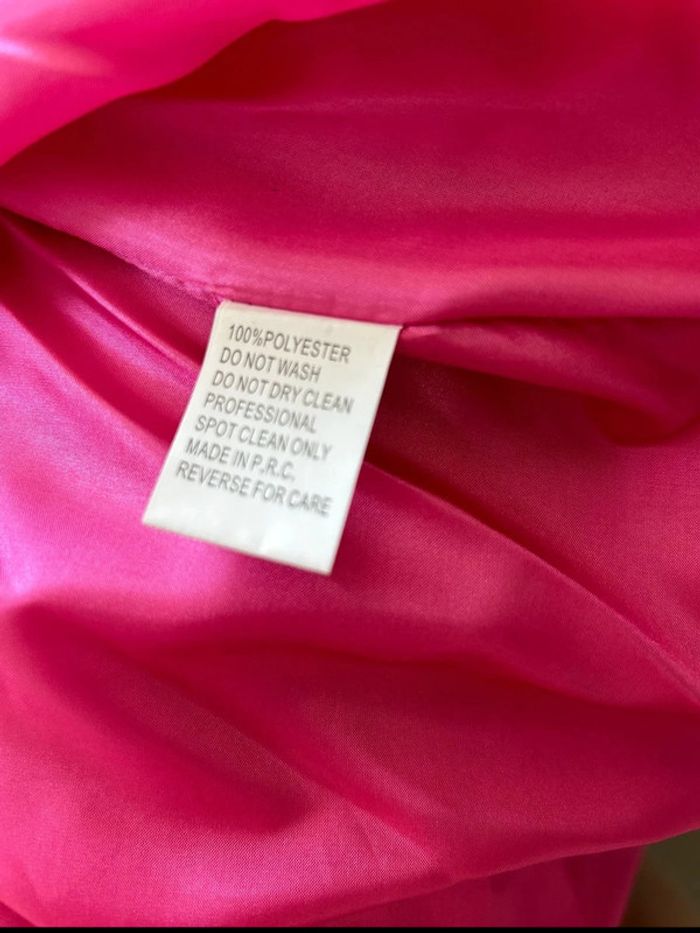 100%POLYESTER
DO NOT WASH
DO NOT DRY CLEAN
PROFESSIONAL
SPOT CLEAN ONLY
MADE IN P.R.C.
REVERSE FOR CARE